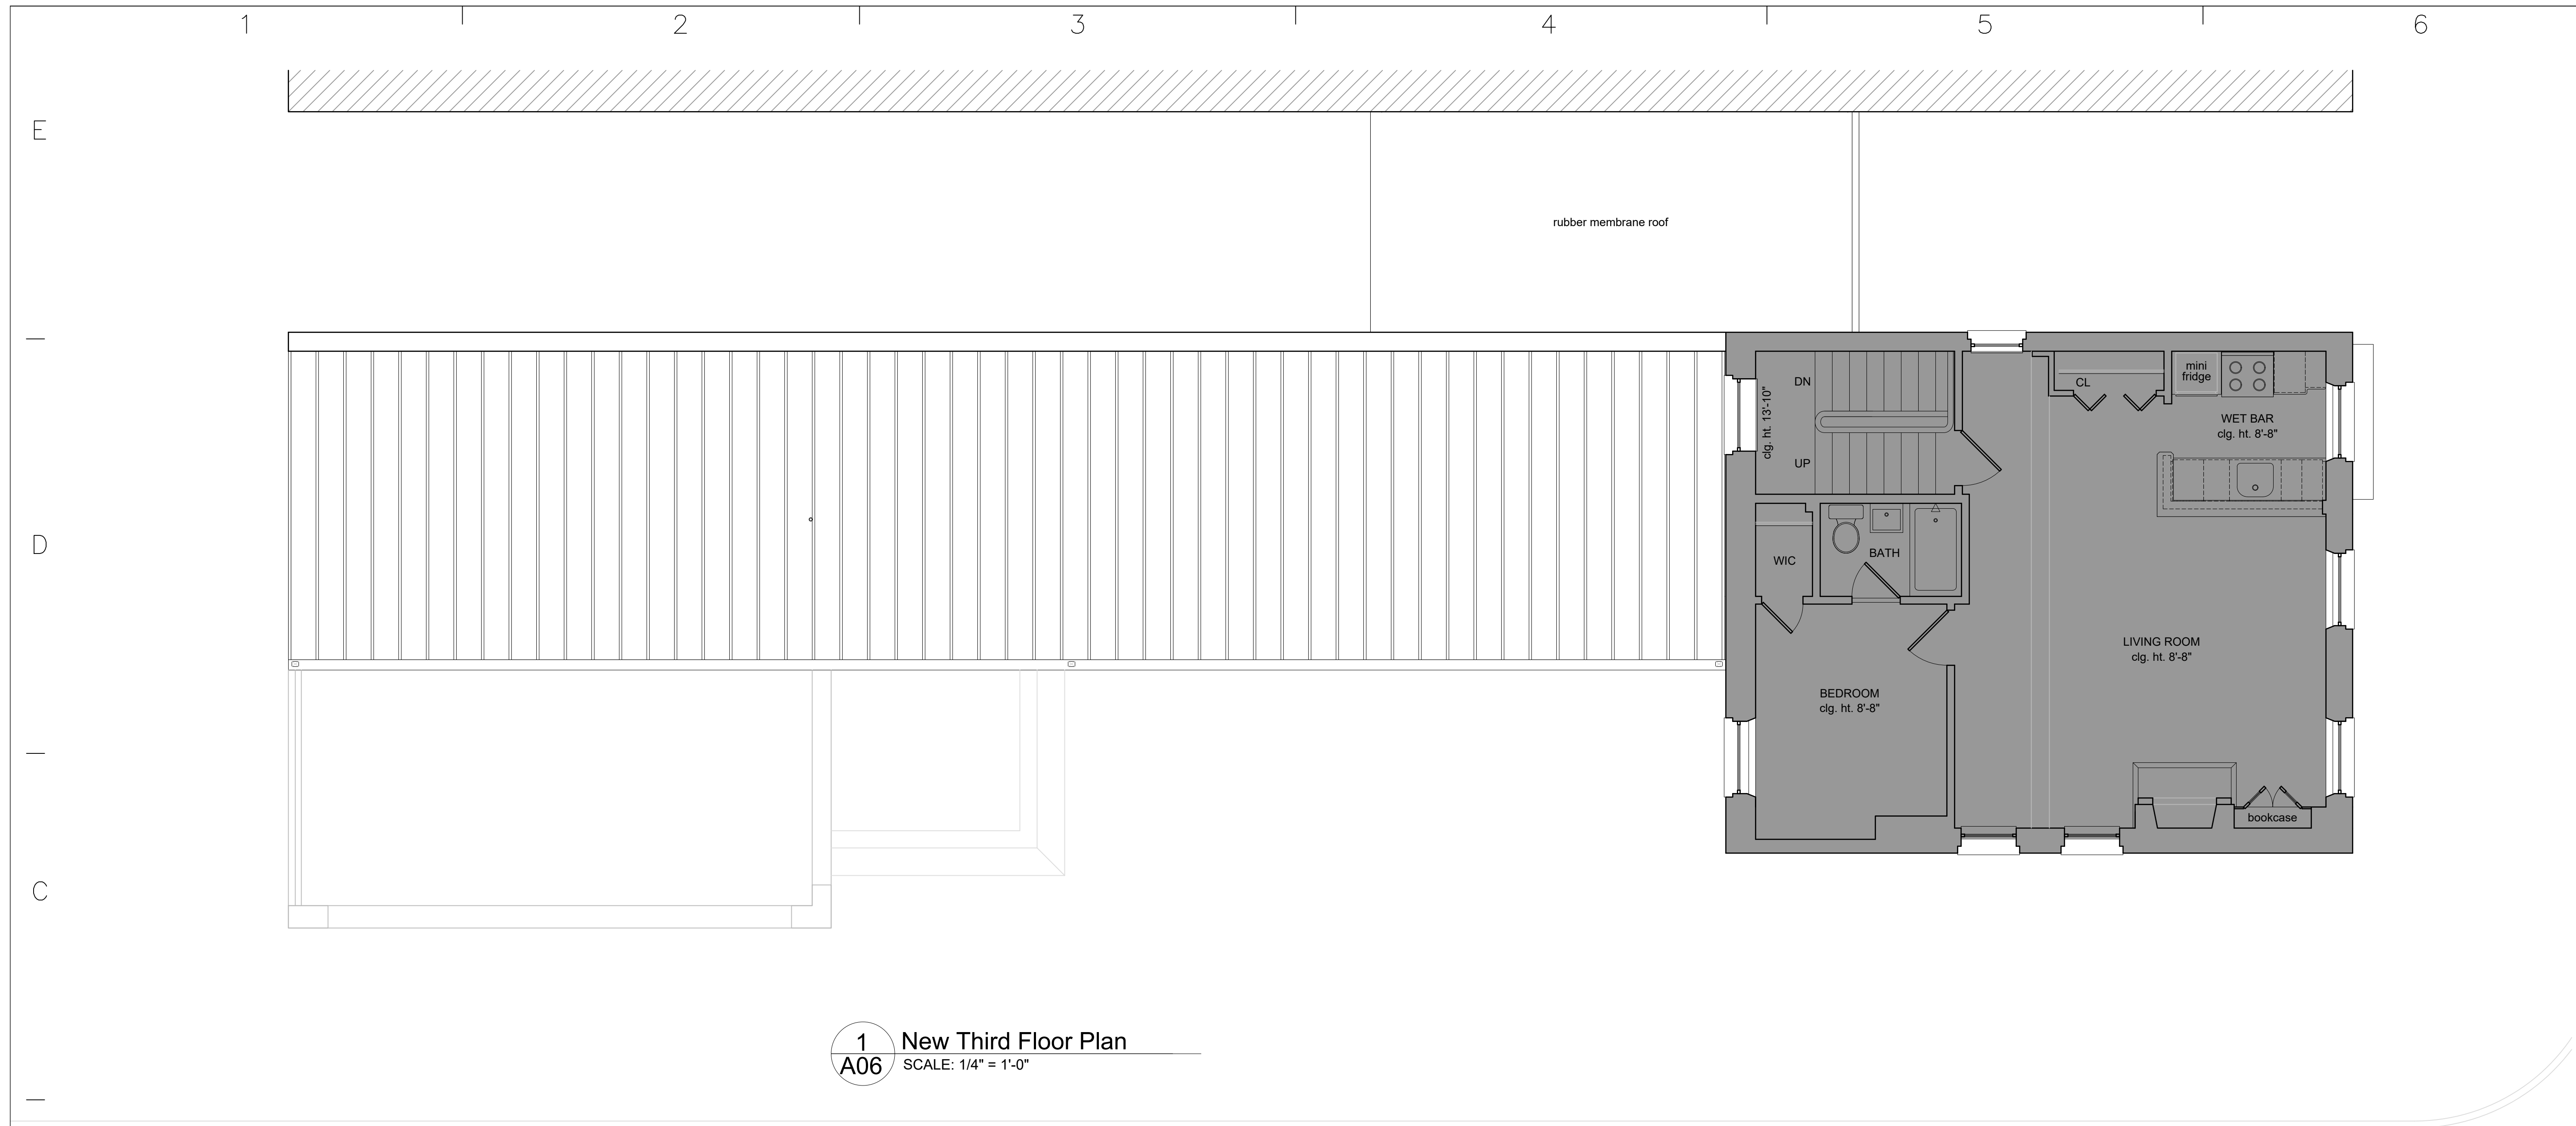 1 2 3 4 5 6
E
rubber membrane roof
DN
clg. ht. 13'-10"
UP
CL
mini
fridge
WET BAR
clg. ht. 8'-8"
D
WIC
BATH
LIVING ROOM
clg. ht. 8'-8"
BEDROOM
clg. ht. 8'-8"
bookcase
C
1
A06
New Third Floor Plan
SCALE: 1/4" = 1'-0"